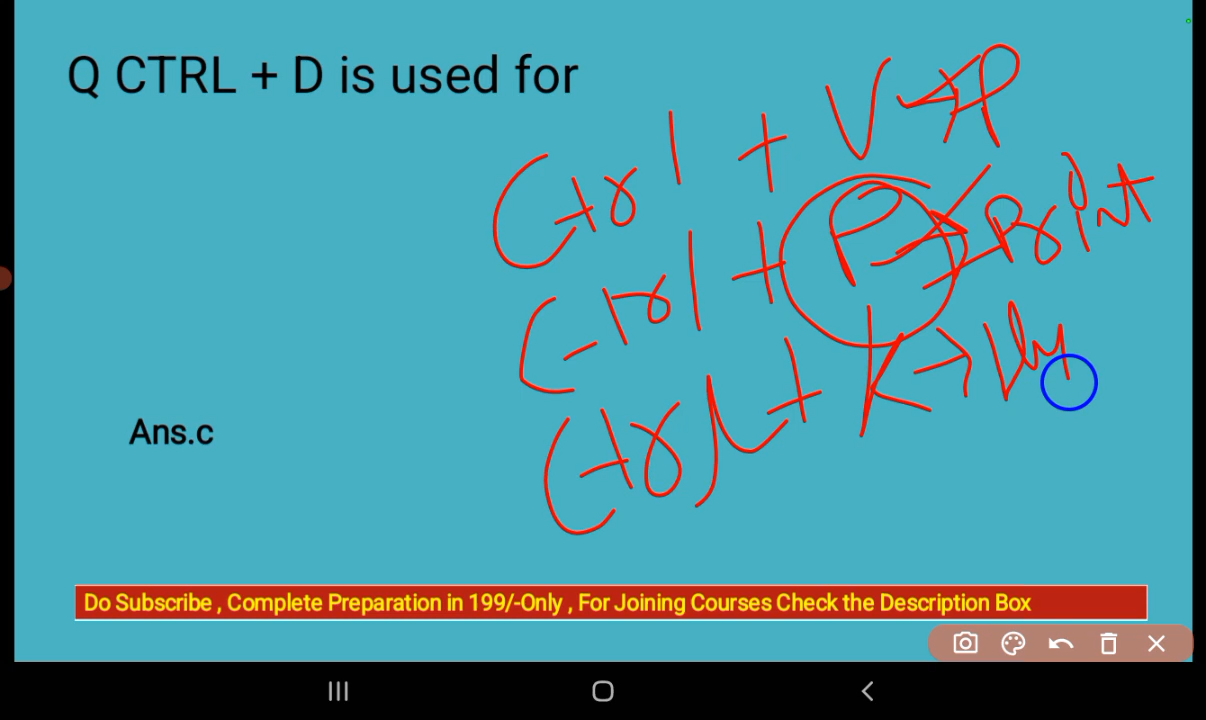 Q CTRL + D is used for
Ctrl + V → P
Ctrl + P → Print
Ctrl + K →
Ans.c
Do Subscribe , Complete Preparation in 199/-Only , For Joining Courses Check the Description Box